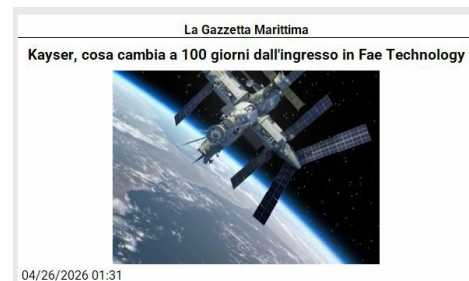 La Gazzetta Marittima
Kayser, cosa cambia a 100 giorni dall'ingresso in Fae Technology
04/26/2026 01:31